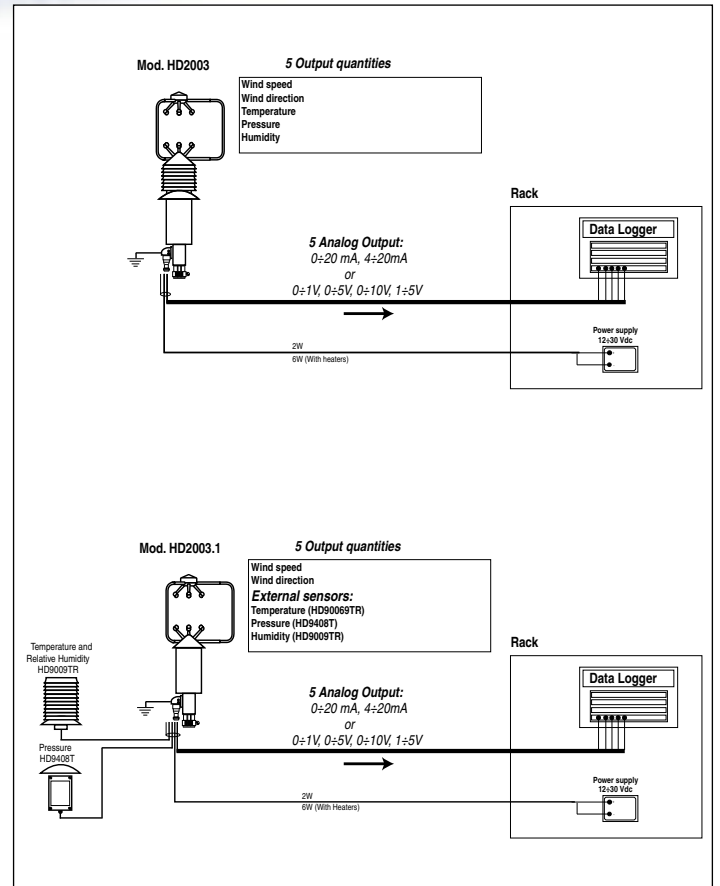 Mod. HD2003
5 Output quantities
Wind speed
Wind direction
Temperature
Pressure
Humidity
Rack
Data Logger
5 Analog Output:
0÷20 mA, 4÷20mA
or
0÷1V, 0÷5V, 0÷10V, 1÷5V
Power supply
12÷30 Vdc
2W
6W (With heaters)
Mod. HD2003.1
5 Output quantities
Wind speed
Wind direction
External sensors:
Temperature (HD90069TR)
Pressure (HD9408T)
Humidity (HD9009TR)
Temperature and
Relative Humidity
HD9009TR
Rack
Data Logger
5 Analog Output:
0÷20 mA, 4÷20mA
or
0÷1V, 0÷5V, 0÷10V, 1÷5V
Pressure
HD9408T
Power supply
12÷30 Vdc
2W
6W (With Heaters)